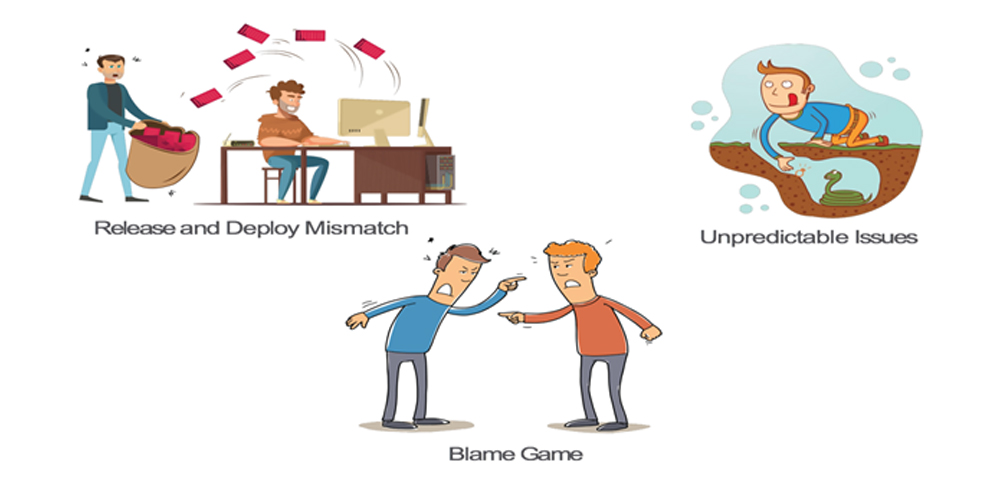 Release and Deploy Mismatch
Unpredictable Issues
Blame Game